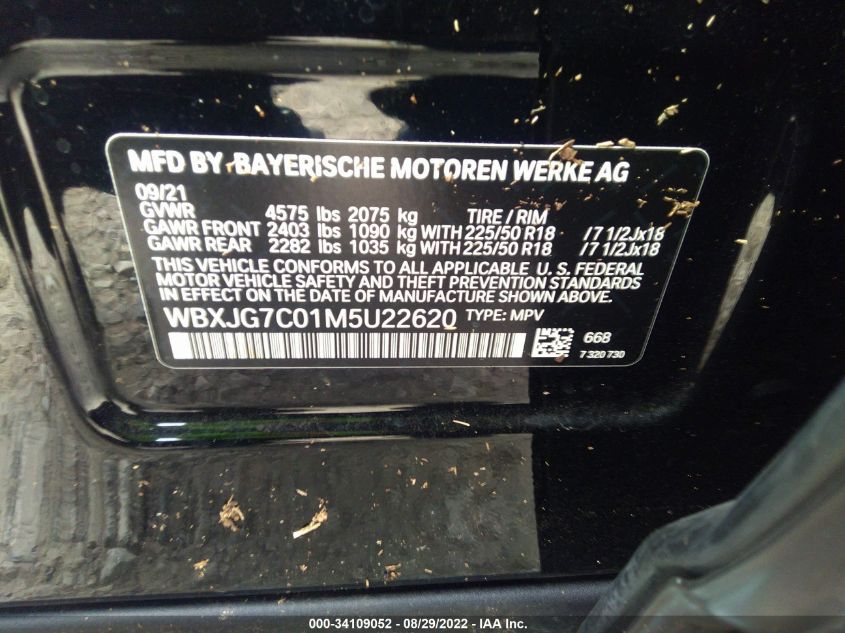 MFD BY BAYERISCHE MOTOREN WERKE AG
09/21
GVWR 4575 lbs 2075 kg TIRE / RIM
GAWR FRONT 2403 lbs 1090 kg WITH 225/50 R18 /7 1/2Jx18
GAWR REAR 2282 lbs 1035 kg WITH 225/50 R18 /7 1/2Jx18
THIS VEHICLE CONFORMS TO ALL APPLICABLE U. S. FEDERAL
MOTOR VEHICLE SAFETY AND THEFT PREVENTION STANDARDS
IN EFFECT ON THE DATE OF MANUFACTURE SHOWN ABOVE.
WBXJG7C01M5U22620 TYPE: MPV
668
7 320 730
000-34109052 - 08/29/2022 - IAA Inc.